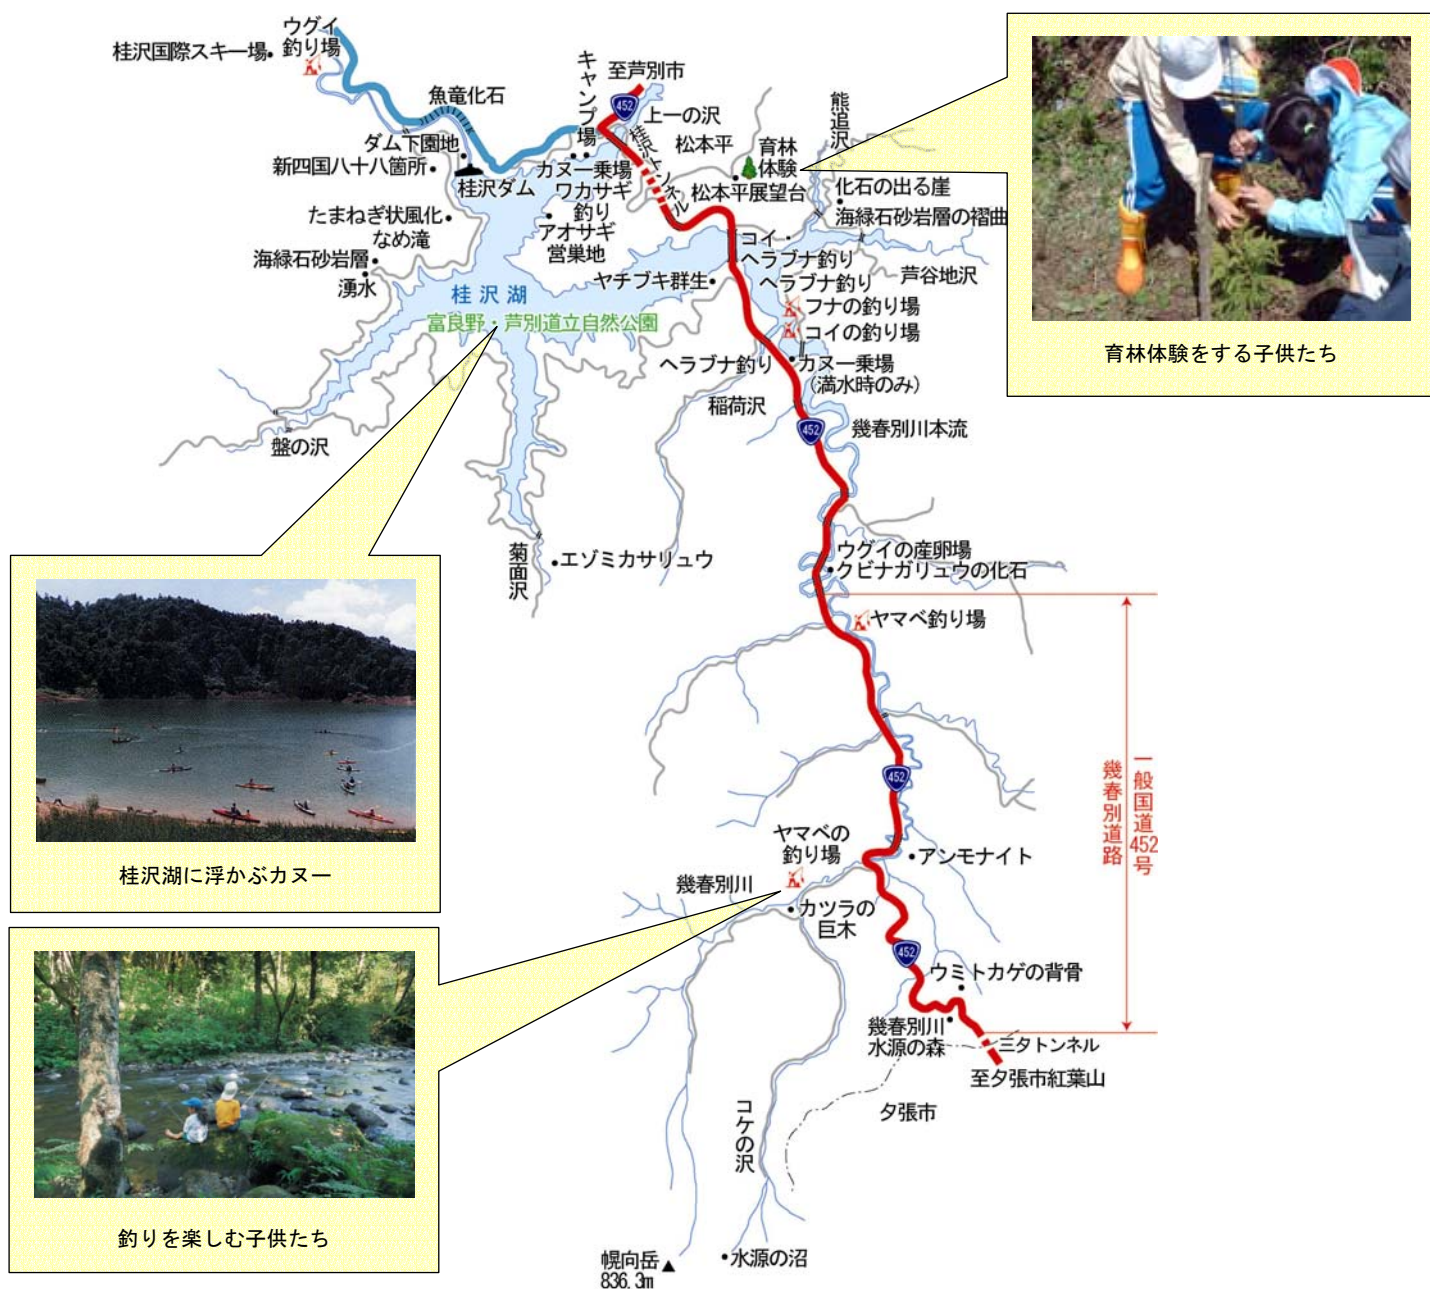 ウグイ
釣り場
桂沢国際スキー場
魚竜化石
キャンプ場
至芦別市
452
上一の沢
桂沢トンネル
松本平
育林
体験
熊追沢
ダム下園地
新四国八十八箇所
桂沢ダム
カヌー乗場
ワカサギ
釣り
アオサギ
営巣地
松本平展望台
化石の出る崖
海緑石砂岩層の褶曲
たまねぎ状風化
なめ滝
海緑石砂岩層
湧水
コイ
ヘラブナ釣り
ヘラブナ釣り
芦谷地沢
ヤチブキ群生
桂沢湖
富良野・芦別道立自然公園
フナの釣り場
コイの釣り場
育林体験をする子供たち
ヘラブナ釣り
カヌー乗場
(満水時のみ)
稲荷沢
452
幾春別川本流
盤の沢
菊面沢
エゾミカサリュウ
ウグイの産卵場
クビナガリュウの化石
ヤマベ釣り場
452
一般国道452号
幾春別道路
ヤマベの
釣り場
アンモナイト
桂沢湖に浮かぶカヌー
幾春別川
カツラの
巨木
452
ウミトカゲの背骨
幾春別川
水源の森
三夕トンネル
至夕張市紅葉山
夕張市
コケの沢
釣りを楽しむ子供たち
幌向岳
836.3m
水源の沼